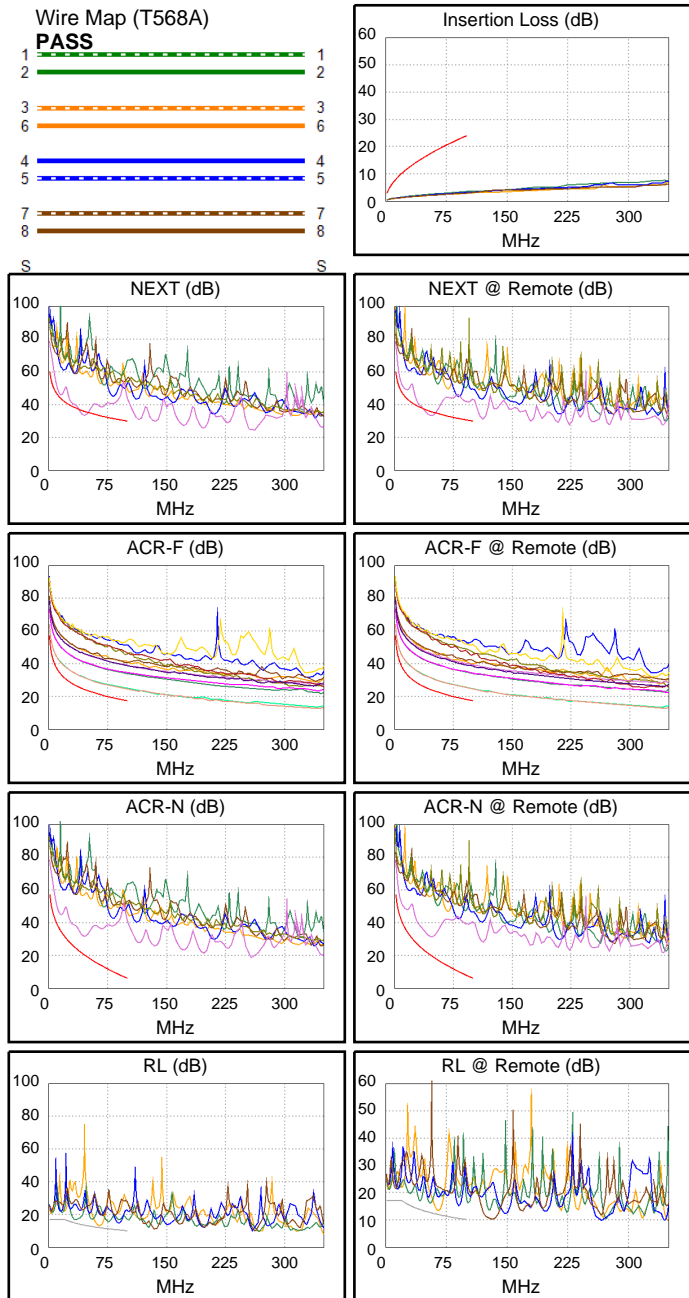 Wire Map (T568A)
PASS
1 1
2 2
3 3
6 6
4 4
5 5
7 7
8 8
S S
Insertion Loss (dB)
60
50
40
30
20
10
0
0 75 150 225 300
MHz
NEXT (dB)
100
80
60
40
20
0
0 75 150 225 300
MHz
NEXT @ Remote (dB)
100
80
60
40
20
0
0 75 150 225 300
MHz
ACR-F (dB)
100
80
60
40
20
0
0 75 150 225 300
MHz
ACR-F @ Remote (dB)
100
80
60
40
20
0
0 75 150 225 300
MHz
ACR-N (dB)
100
80
60
40
20
0
0 75 150 225 300
MHz
ACR-N @ Remote (dB)
100
80
60
40
20
0
0 75 150 225 300
MHz
RL (dB)
100
80
60
40
20
0
0 75 150 225 300
MHz
RL @ Remote (dB)
60
50
40
30
20
10
0
0 75 150 225 300
MHz